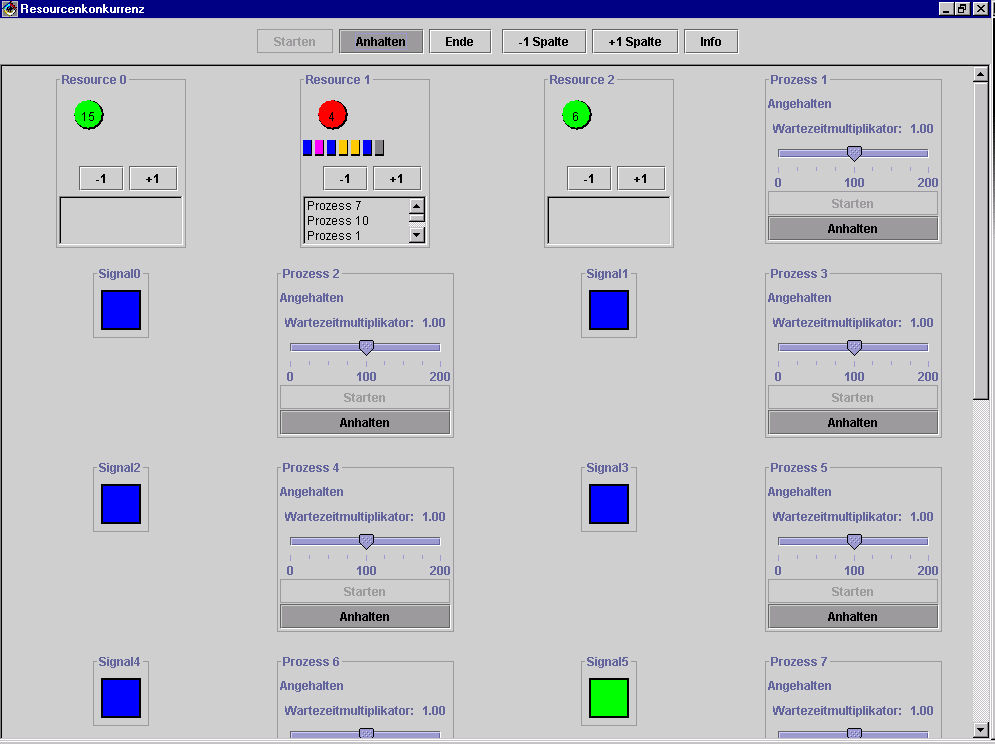 Resourcenkonkurrenz
Starten Anhalten Ende -1 Spalte +1 Spalte Info
Resource 0 Resource 1 Resource 2 Prozess 1
15 4 6 Angehalten
Wartezeitmultiplikator: 1.00
-1 +1 -1 +1 -1 +1
0 100 200
Prozess 7 Starten
Prozess 10
Prozess 1 Anhalten
Signal0 Prozess 2 Signal1 Prozess 3
Angehalten Angehalten
Wartezeitmultiplikator: 1.00 Wartezeitmultiplikator: 1.00
0 100 200 0 100 200
Starten Starten
Anhalten Anhalten
Signal2 Prozess 4 Signal3 Prozess 5
Angehalten Angehalten
Wartezeitmultiplikator: 1.00 Wartezeitmultiplikator: 1.00
0 100 200 0 100 200
Starten Starten
Anhalten Anhalten
Signal4 Prozess 6 Signal5 Prozess 7
Angehalten Angehalten
Wartezeitmultiplikator: 1.00 Wartezeitmultiplikator: 1.00